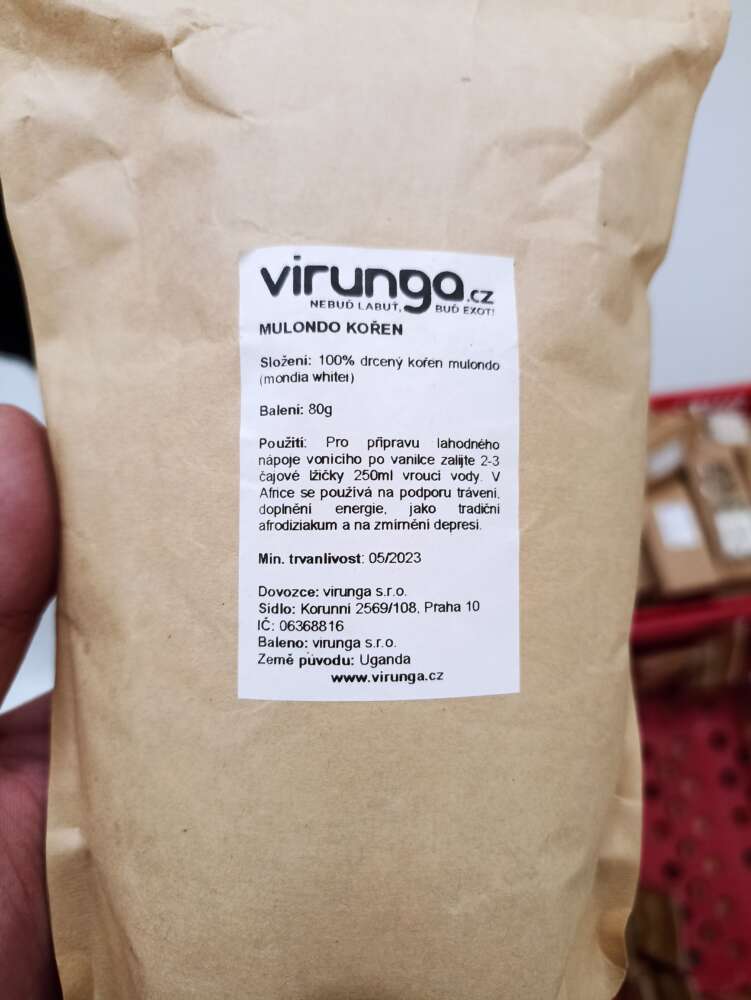 virunga.cz
NEBUĎ LABUŤ, BUĎ EXOT!
MULONDO KOŘEN
Složení: 100% drcený kořen mulondo
(mondia whitei)
Balení: 80g
Použití: Pro přípravu lahodného
nápoje vonícího po vanilce zalijte 2-3
čajové lžičky 250ml vroucí vody. V
Africe se používá na podporu trávení,
doplnění energie, jako tradiční
afrodiziakum a na zmírnění depresí.
Min. trvanlivost: 05/2023
Dovozce: virunga s.r.o.
Sídlo: Korunní 2569/108, Praha 10
IČ: 06368816
Baleno: virunga s.r.o.
Země původu: Uganda
www.virunga.cz